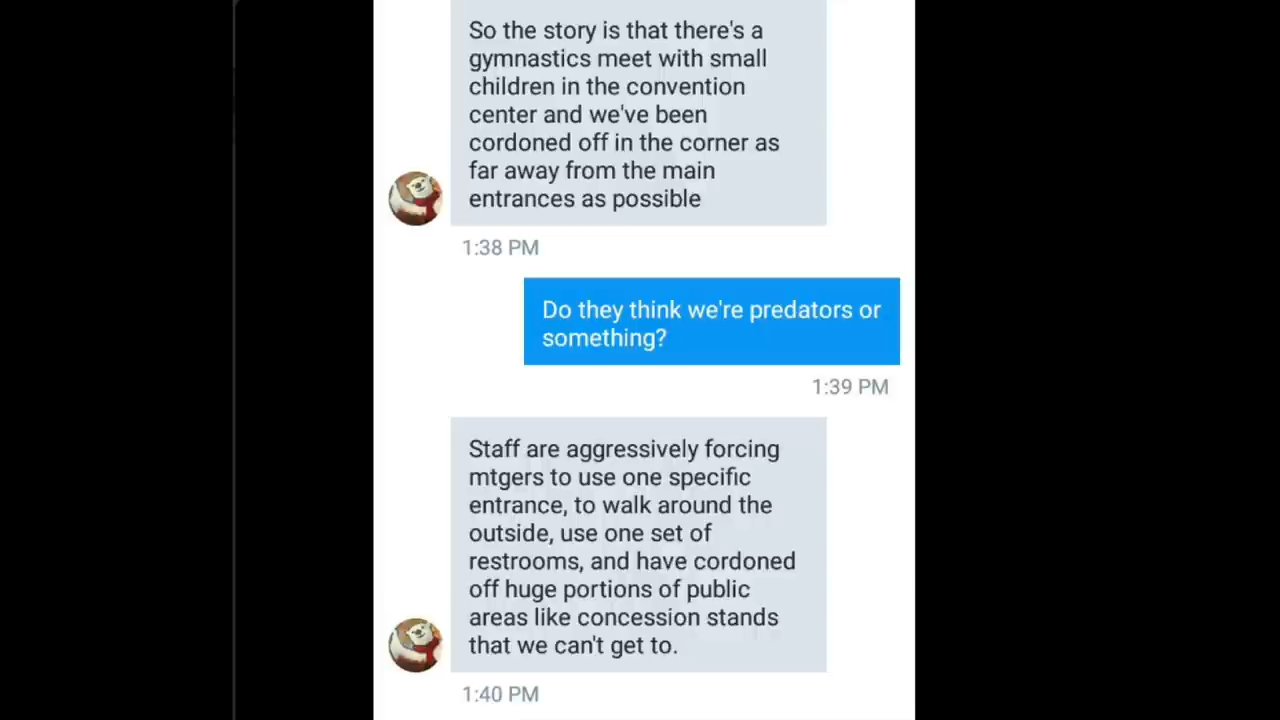 So the story is that there's a
gymnastics meet with small
children in the convention
center and we've been
cordoned off in the corner as
far away from the main
entrances as possible
1:38 PM
Do they think we're predators or
something?
1:39 PM
Staff are aggressively forcing
mtgers to use one specific
entrance, to walk around the
outside, use one set of
restrooms, and have cordoned
off huge portions of public
areas like concession stands
that we can't get to.
1:40 PM